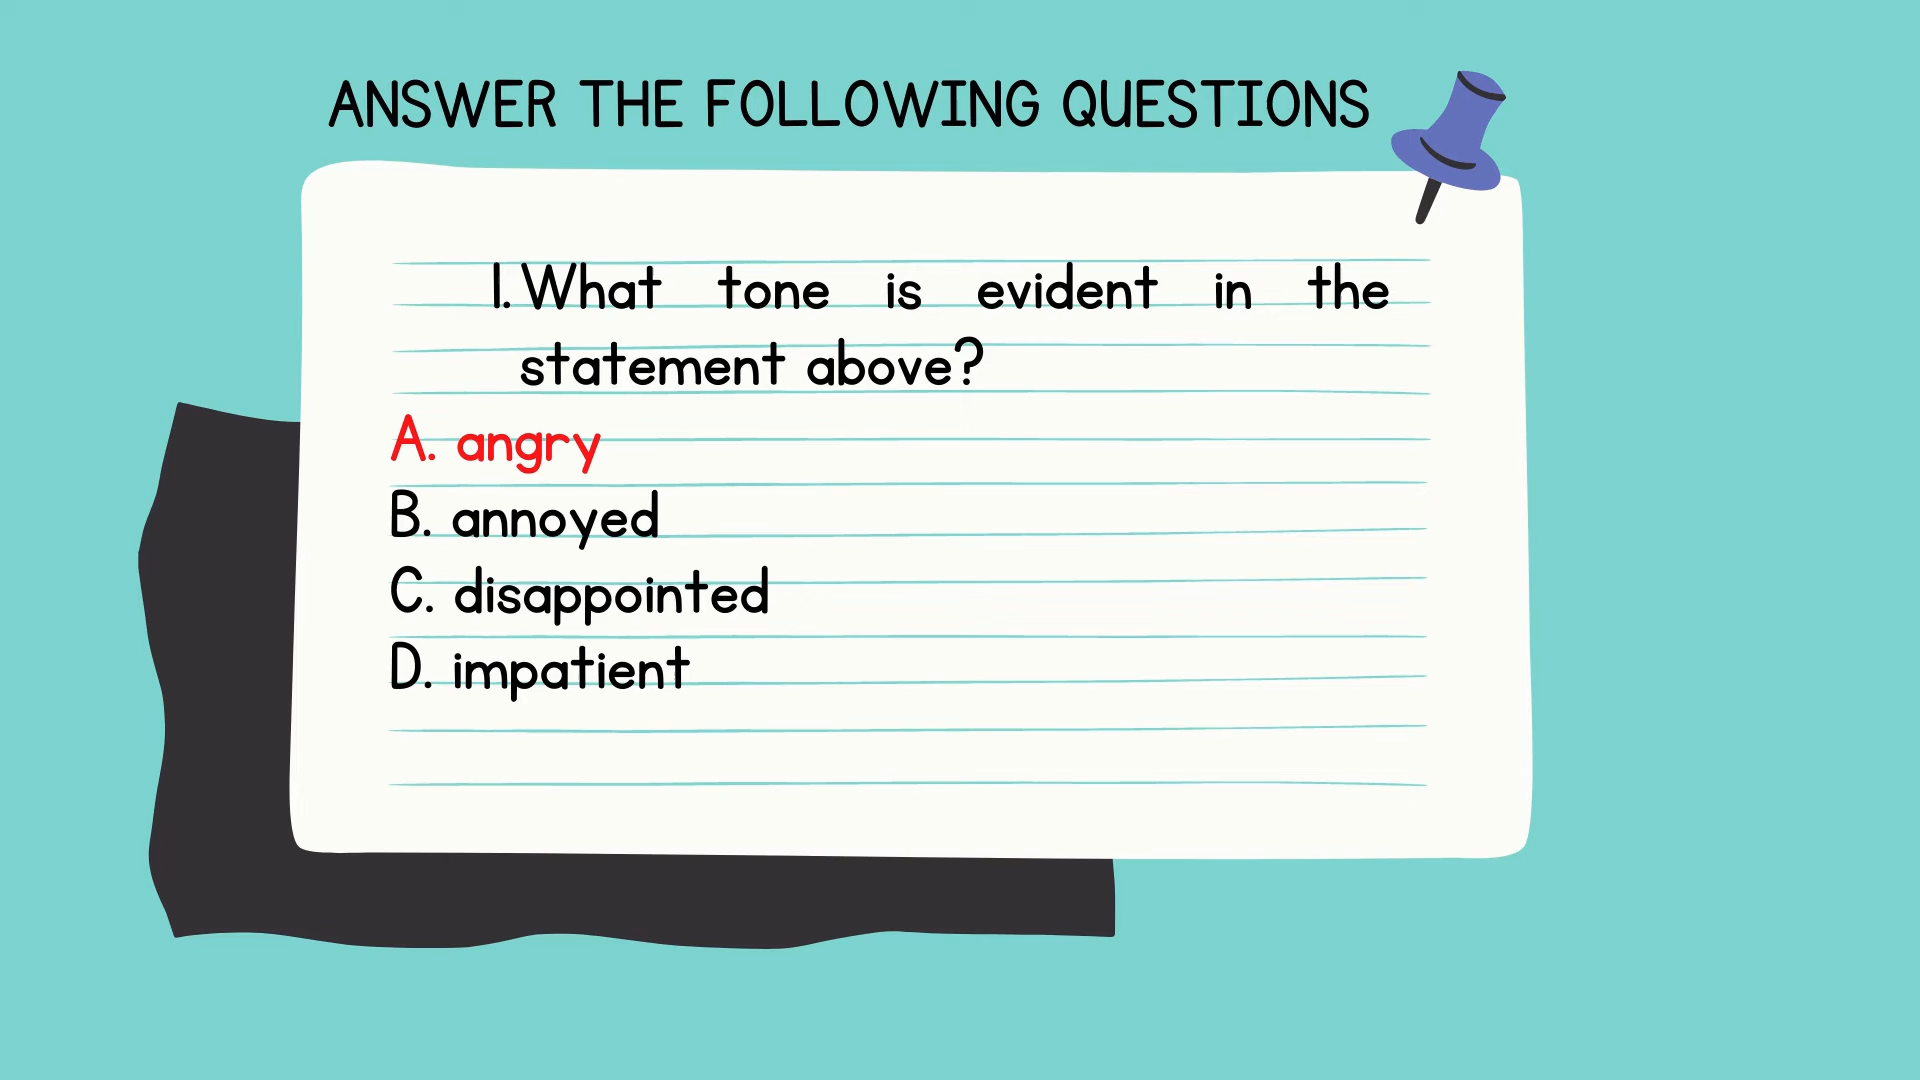 ANSWER THE FOLLOWING QUESTIONS
1. What tone is evident in the
statement above?
A. angry
B. annoyed
C. disappointed
D. impatient